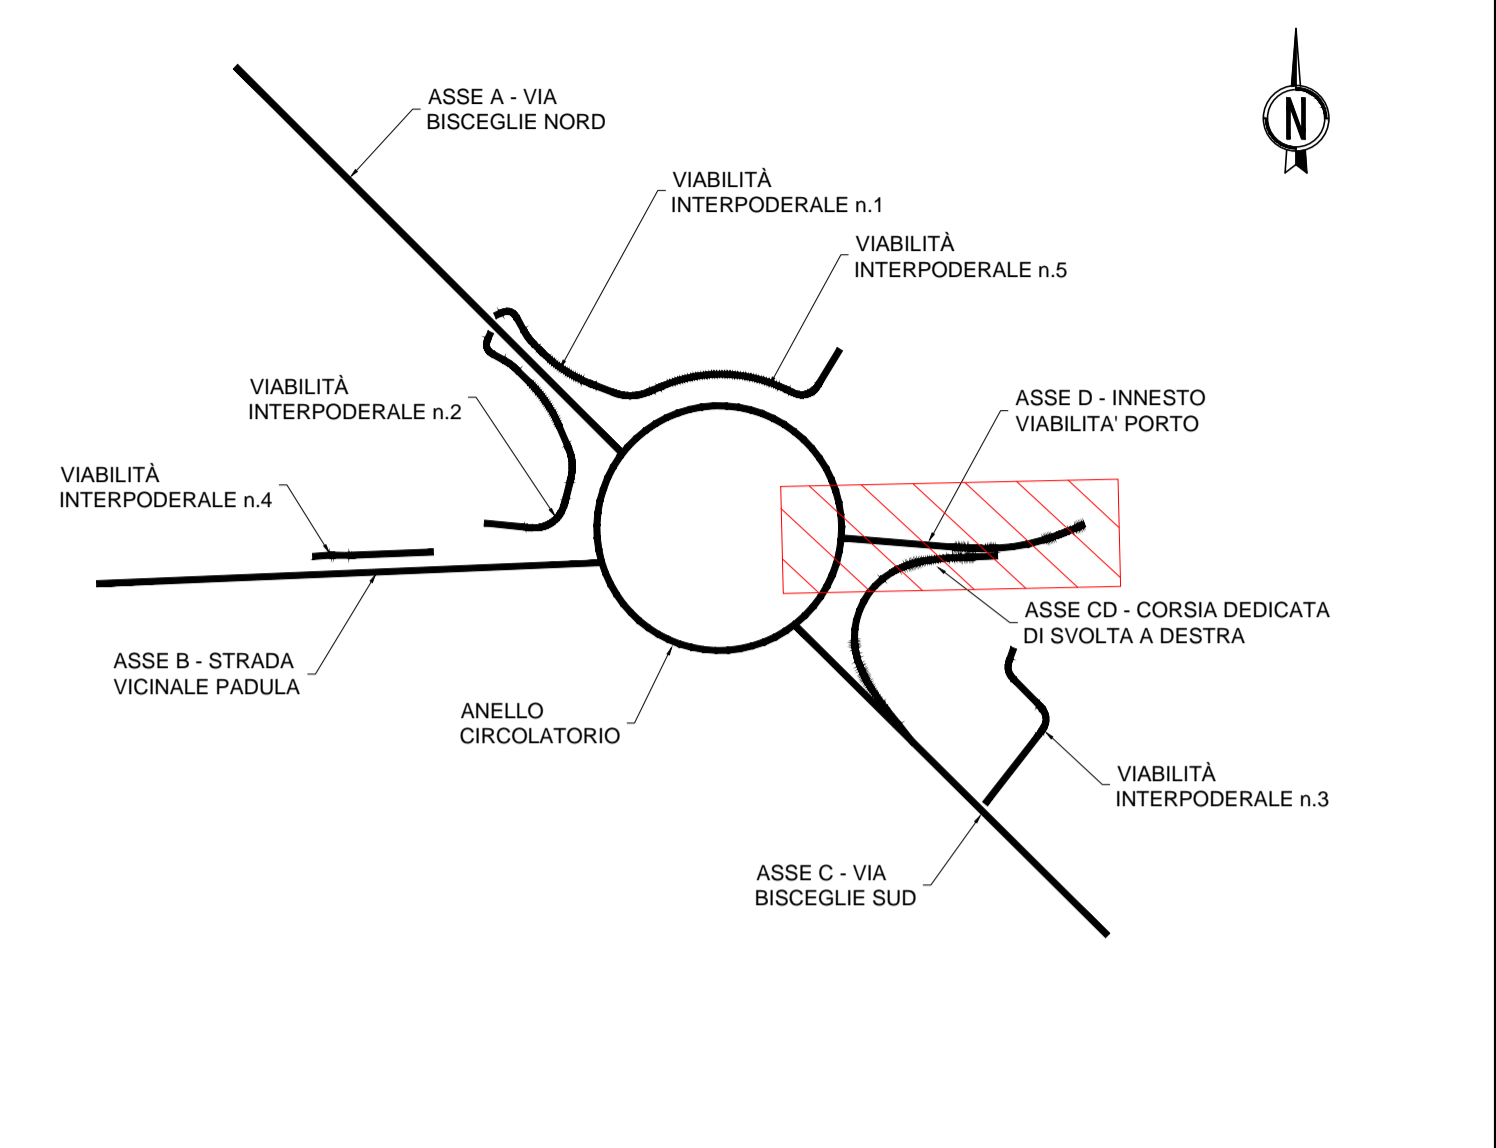 ASSE A - VIA
BISCEGLIE NORD
N
VIABILITÀ
INTERPODERALE n.1
VIABILITÀ
INTERPODERALE n.5
VIABILITÀ
INTERPODERALE n.2
ASSE D - INNESTO
VIABILITA' PORTO
VIABILITÀ
INTERPODERALE n.4
ASSE CD - CORSIA DEDICATA
DI SVOLTA A DESTRA
ASSE B - STRADA
VICINALE PADULA
ANELLO
CIRCOLATORIO
VIABILITÀ
INTERPODERALE n.3
ASSE C - VIA
BISCEGLIE SUD